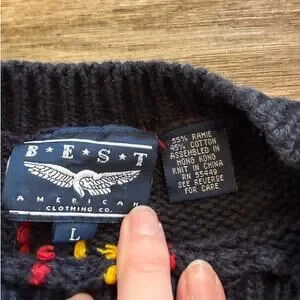 B★E★S★T
AMERICAN
CLOTHING CO.
L
55% RAMIE
45% COTTON
ASSEMBLED IN
HONG KONG
KNIT IN CHINA
RN 55449
SEE REVERSE
FOR CARE